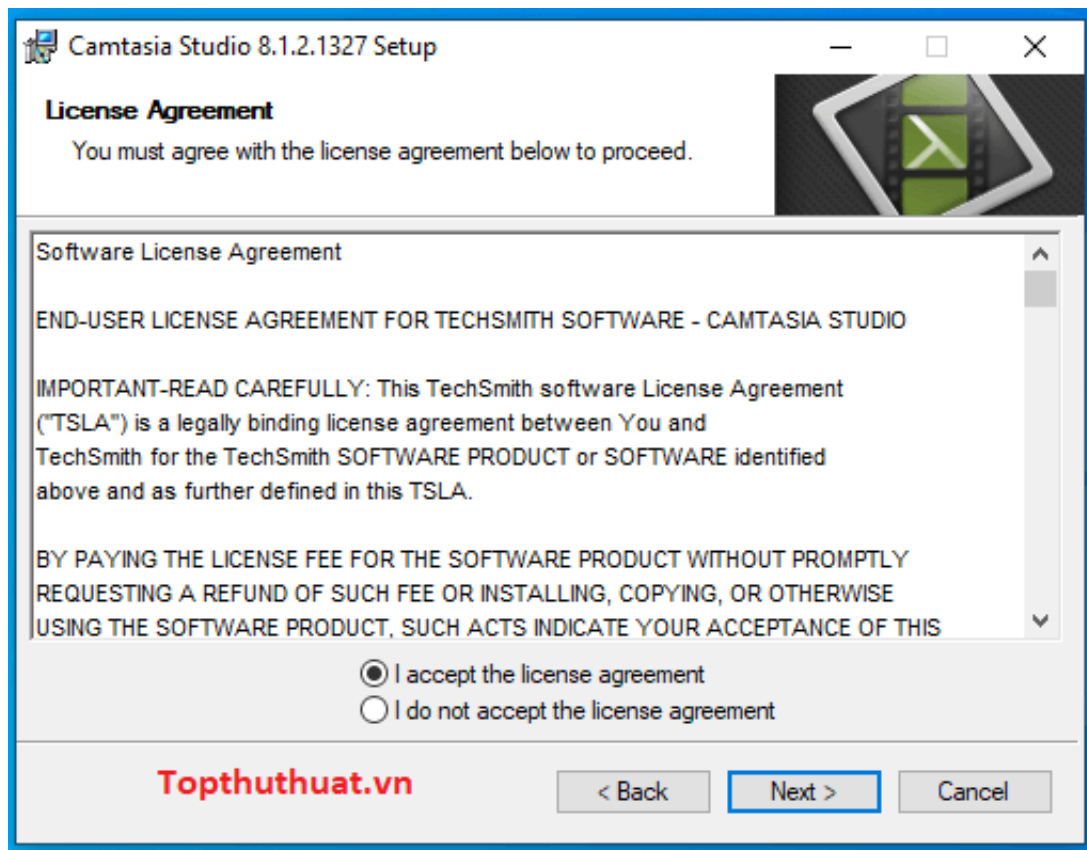 Camtasia Studio 8.1.2.1327 Setup
License Agreement
You must agree with the license agreement below to proceed.
Software License Agreement
END-USER LICENSE AGREEMENT FOR TECHSMITH SOFTWARE - CAMTASIA STUDIO
IMPORTANT-READ CAREFULLY: This TechSmith software License Agreement
("TSLA") is a legally binding license agreement between You and
TechSmith for the TechSmith SOFTWARE PRODUCT or SOFTWARE identified
above and as further defined in this TSLA.
BY PAYING THE LICENSE FEE FOR THE SOFTWARE PRODUCT WITHOUT PROMPTLY
REQUESTING A REFUND OF SUCH FEE OR INSTALLING, COPYING, OR OTHERWISE
USING THE SOFTWARE PRODUCT, SUCH ACTS INDICATE YOUR ACCEPTANCE OF THIS
I accept the license agreement
I do not accept the license agreement
Topthuthuat.vn
< Back
Next >
Cancel